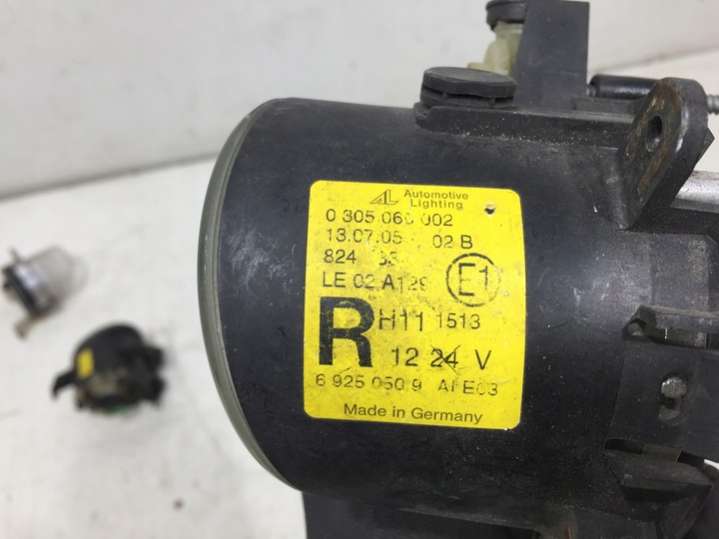 AL Automotive
Lighting
0 305 060 002
13.07.05 02 B
824
LE 02 A129 E1
R H11 1513
12 24 V
6 925 050 9
Made in Germany